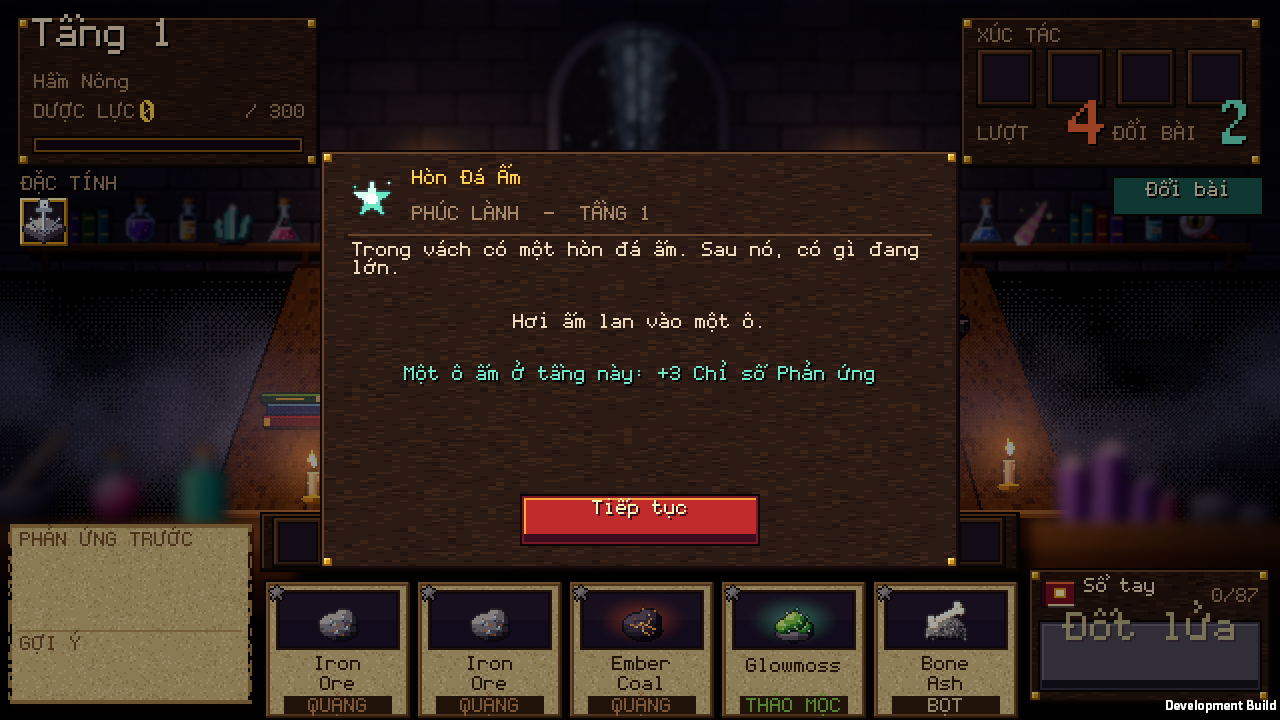 Tầng 1
Hầm Nông
DƯỢC LỰC 0 / 300
ĐẶC TÍNH
XÚC TÁC
LƯỢT 4 ĐỔI BÀI 2
Đổi bài
Hòn Đá Ấm
PHÚC LÀNH – TẦNG 1
Trong vách có một hòn đá ấm. Sau nó, có gì đang
lớn.
Hơi ấm lan vào một ô.
Một ô ấm ở tầng này: +3 Chỉ số Phản ứng
Tiếp tục
PHẢN ỨNG TRƯỚC
GỢI Ý
Iron
Ore
QUẶNG
Iron
Ore
QUẶNG
Ember
Coal
QUẶNG
Glowmoss
THẢO MỘC
Bone
Ash
BỘT
Sổ tay
0/87
Đốt lửa
Development Build